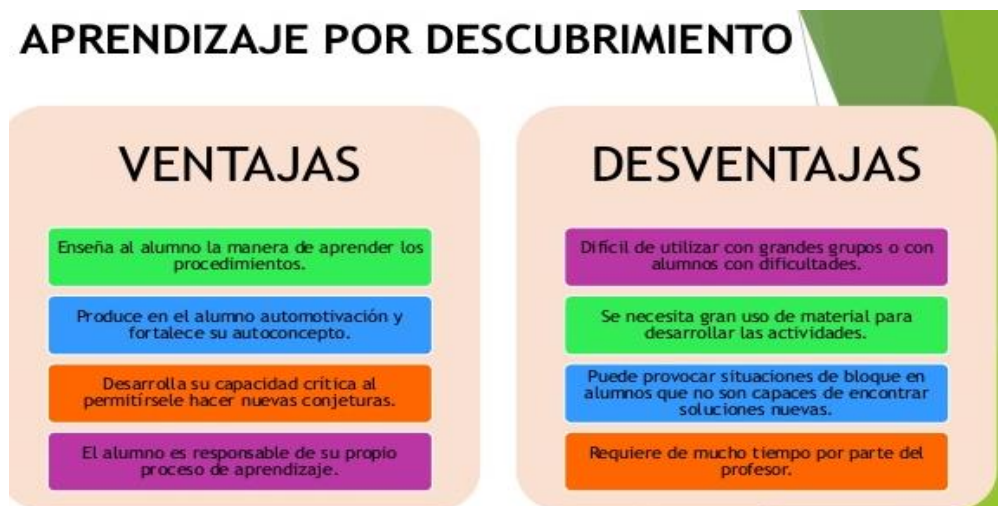 APRENDIZAJE POR DESCUBRIMIENTO
VENTAJAS
Enseña al alumno la manera de aprender los
procedimientos.
Produce en el alumno automotivación y
fortalece su autoconcepto.
Desarrolla su capacidad crítica al
permitírsele hacer nuevas conjeturas.
El alumno es responsable de su propio
proceso de aprendizaje.
DESVENTAJAS
Difícil de utilizar con grandes grupos o con
alumnos con dificultades.
Se necesita gran uso de material para
desarrollar las actividades.
Puede provocar situaciones de bloque en
alumnos que no son capaces de encontrar
soluciones nuevas.
Requiere de mucho tiempo por parte del
profesor.